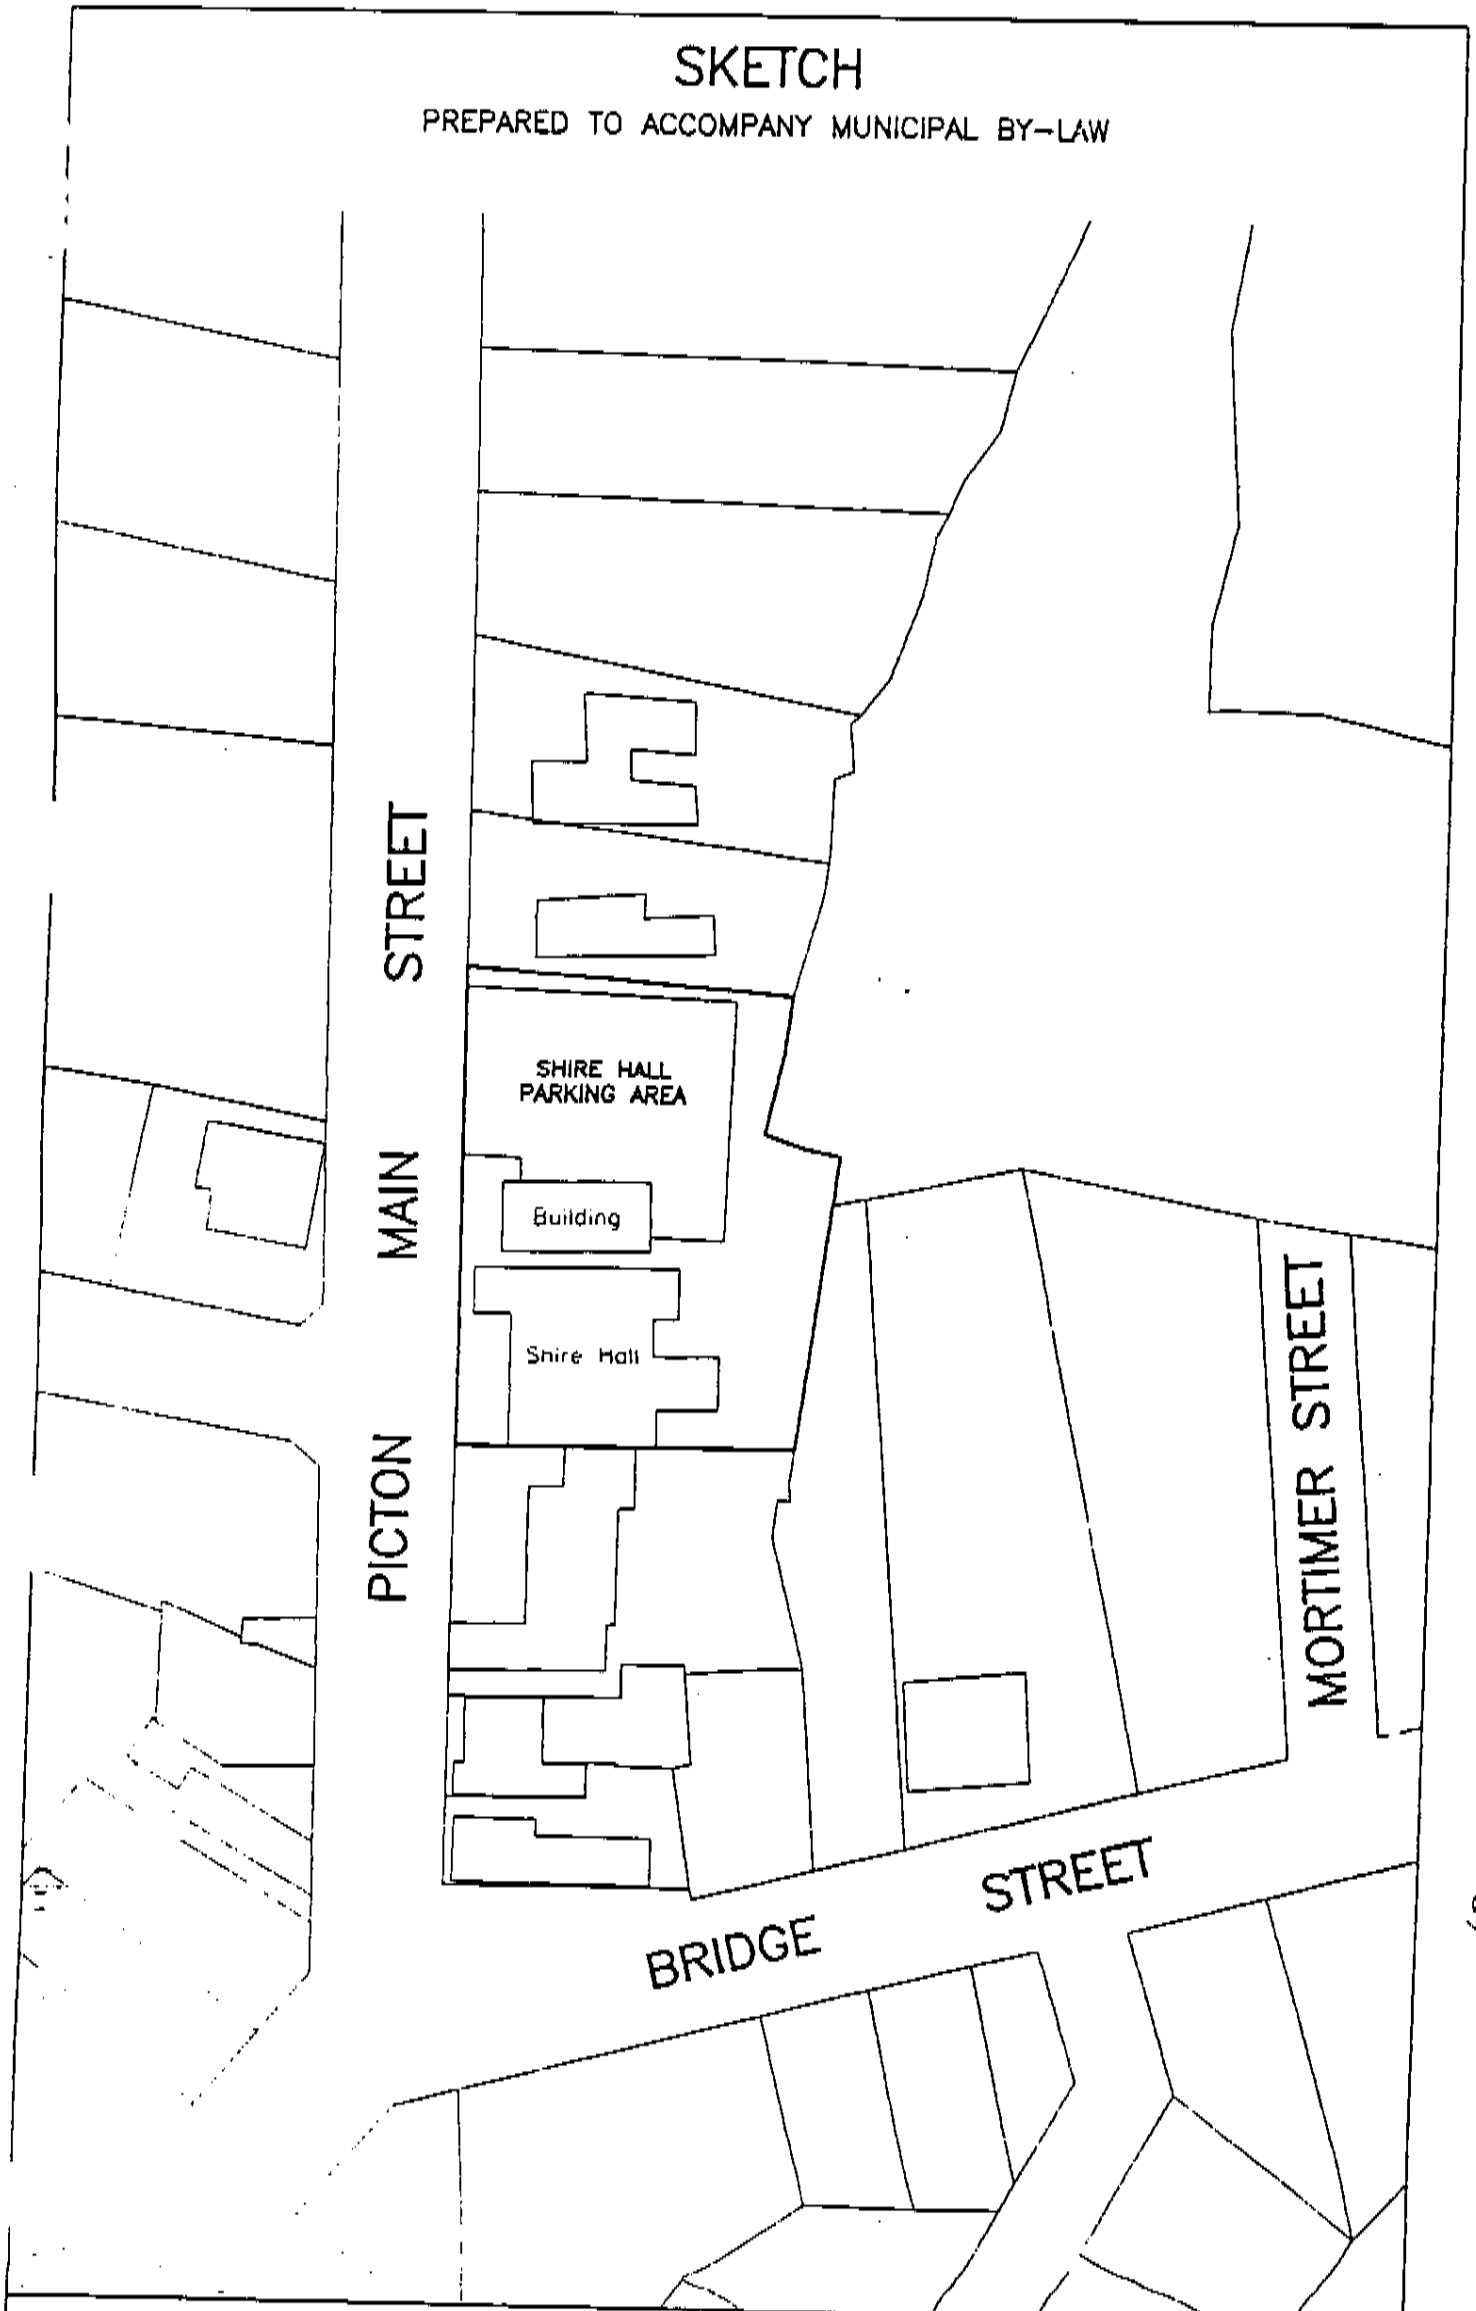 SKETCH
PREPARED TO ACCOMPANY MUNICIPAL BY-LAW
PICTON MAIN STREET
SHIRE HALL
PARKING AREA
Building
Shire Hall
MORTIMER STREET
BRIDGE STREET